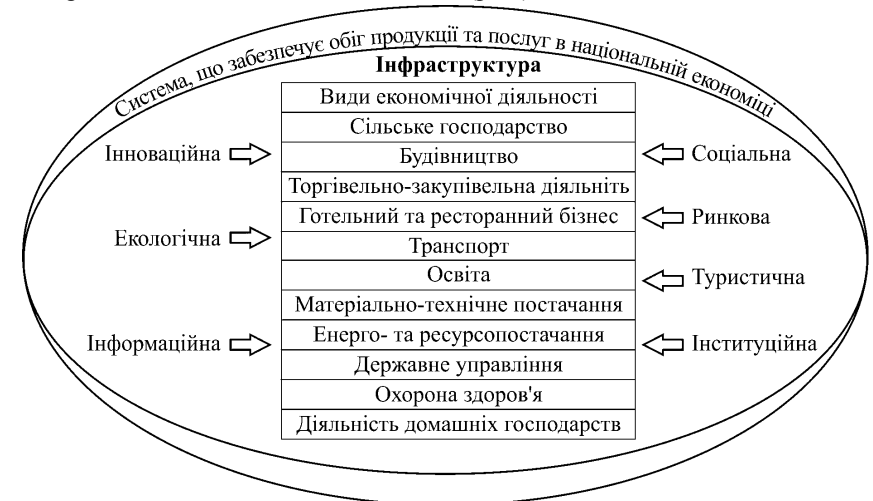 Система, що забезпечує обіг продукції та послуг в національній економіці
Інфраструктура
Види економічної діяльності
Сільське господарство
Інноваційна
Будівництво
Соціальна
Торгівельно-закупівельна діяльніть
Готельний та ресторанний бізнес
Ринкова
Екологічна
Транспорт
Освіта
Туристична
Матеріально-технічне постачання
Інформаційна
Енерго- та ресурсопостачання
Інституційна
Державне управління
Охорона здоров'я
Діяльність домашніх господарств